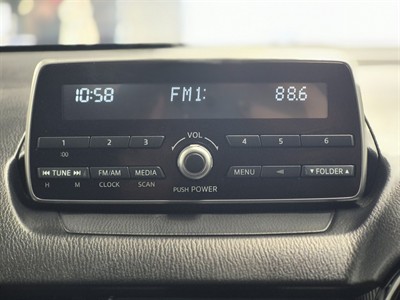 10:58 FM1: 88.6
VOL
1 2 3 4 5 6
:00
TUNE FM/AM MEDIA MENU FOLDER
H M CLOCK SCAN
PUSH POWER